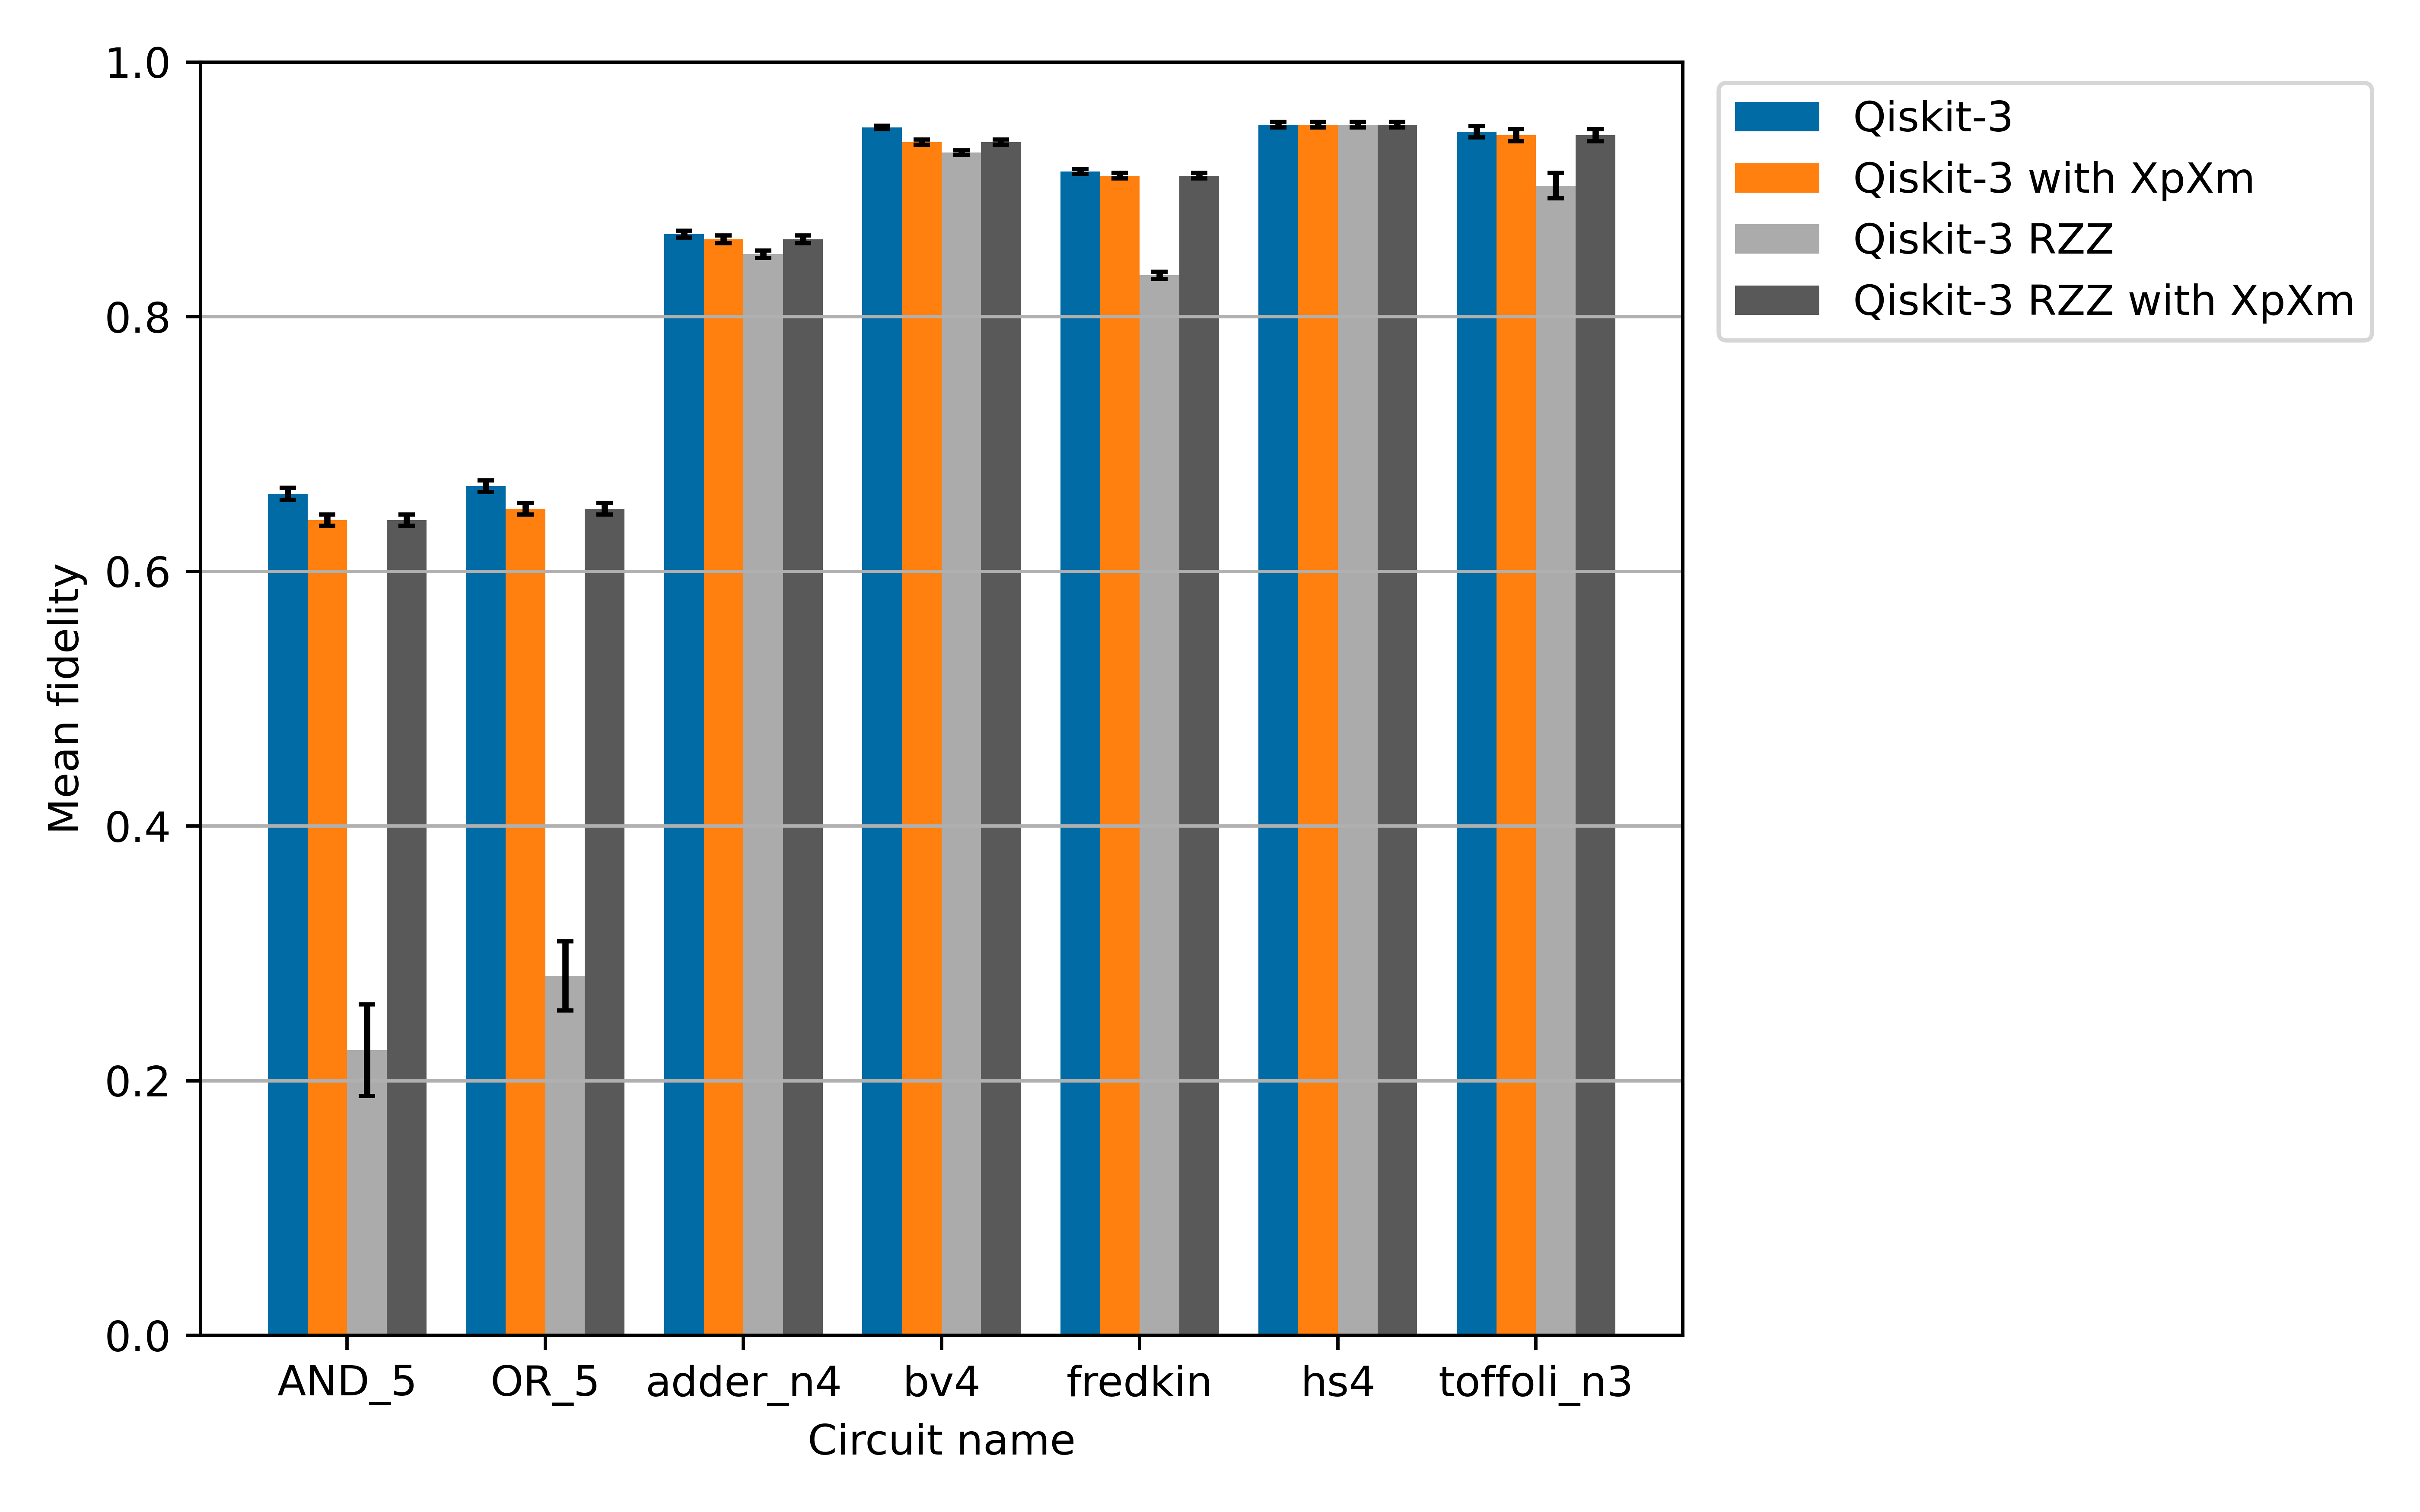 1.0
0.8
0.6
0.4
0.2
0.0
Mean fidelity
AND_5 OR_5 adder_n4 bv4 fredkin hs4 toffoli_n3
Circuit name
Qiskit-3
Qiskit-3 with XpXm
Qiskit-3 RZZ
Qiskit-3 RZZ with XpXm